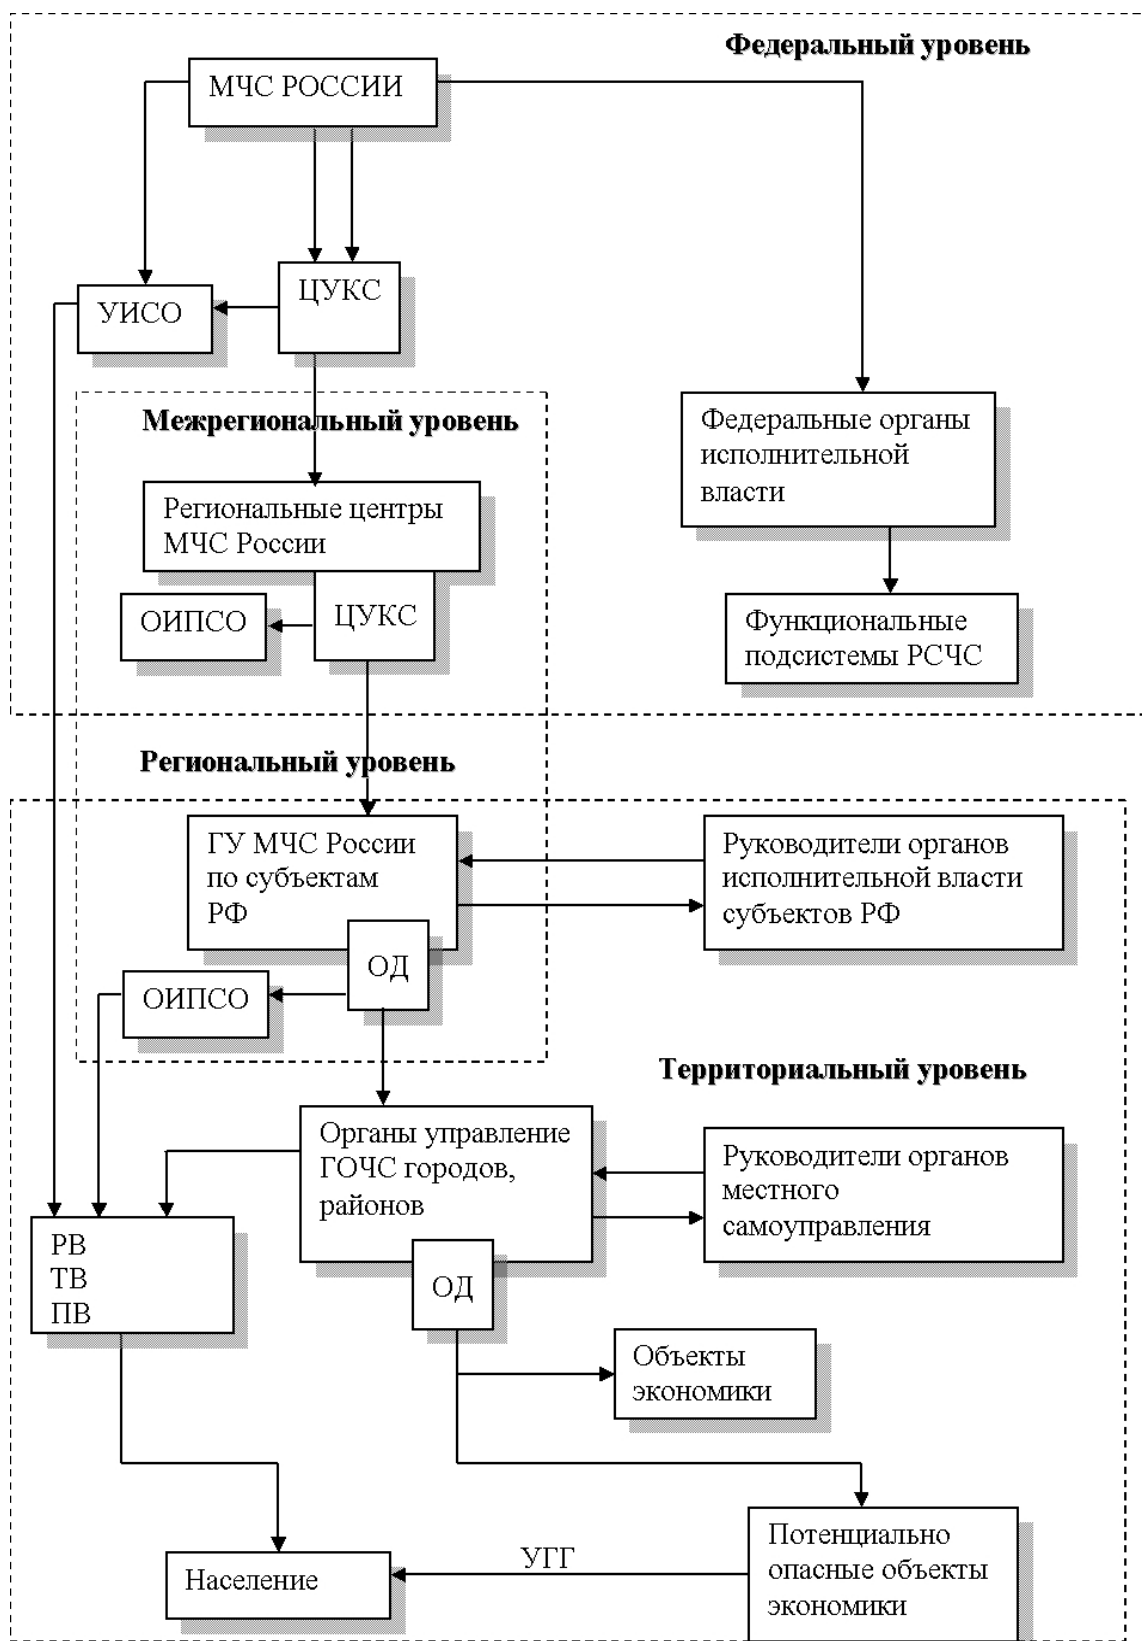 Федеральный уровень
МЧС РОССИИ
ЦУКС
УИСО
Межрегиональный уровень
Федеральные органы
исполнительной
власти
Региональные центры
МЧС России
ОИПСО
ЦУКС
Функциональные
подсистемы РСЧС
Региональный уровень
ГУ МЧС России
по субъектам
РФ
Руководители органов
исполнительной власти
субъектов РФ
ОД
ОИПСО
Территориальный уровень
Органы управление
ГОЧС городов,
районов
Руководители органов
местного
самоуправления
РВ
ТВ
ПВ
ОД
Объекты
экономики
Потенциально
опасные объекты
экономики
УГГ
Население